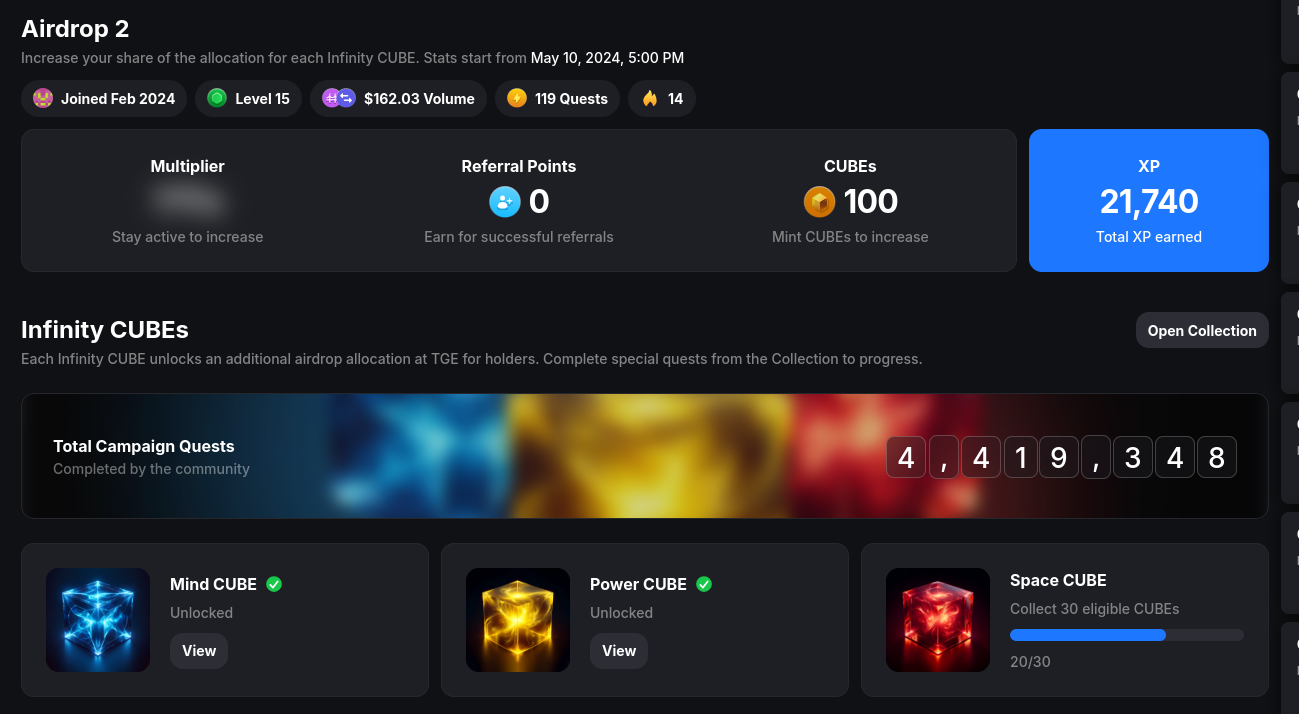 Airdrop 2
Increase your share of the allocation for each Infinity CUBE. Stats start from May 10, 2024, 5:00 PM
Joined Feb 2024 Level 15 $162.03 Volume 119 Quests 14
Multiplier Referral Points CUBEs XP
0 100 21,740
Stay active to increase Earn for successful referrals Mint CUBEs to increase Total XP earned
Infinity CUBEs
Open Collection
Each Infinity CUBE unlocks an additional airdrop allocation at TGE for holders. Complete special quests from the Collection to progress.
Total Campaign Quests
Completed by the community
4,419,348
Mind CUBE
Unlocked
View
Power CUBE
Unlocked
View
Space CUBE
Collect 30 eligible CUBEs
20/30